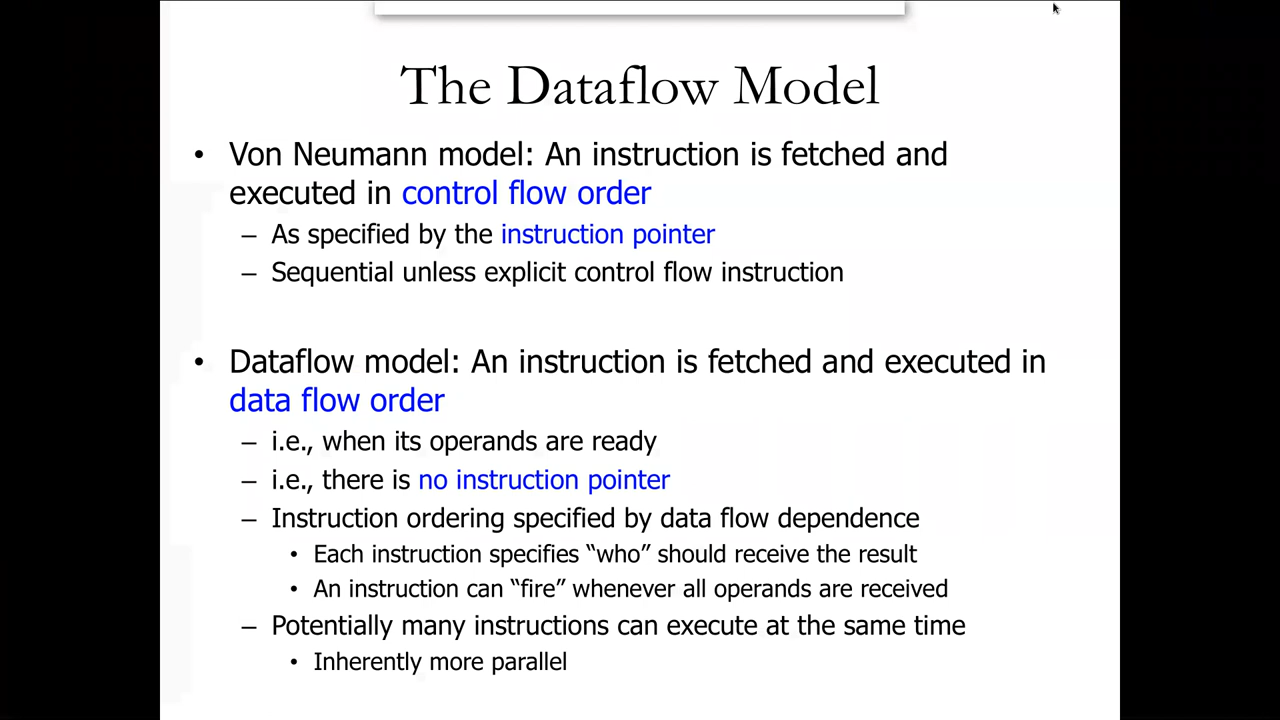 The Dataflow Model
• Von Neumann model: An instruction is fetched and
executed in control flow order
– As specified by the instruction pointer
– Sequential unless explicit control flow instruction
• Dataflow model: An instruction is fetched and executed in
data flow order
– i.e., when its operands are ready
– i.e., there is no instruction pointer
– Instruction ordering specified by data flow dependence
• Each instruction specifies “who” should receive the result
• An instruction can “fire” whenever all operands are received
– Potentially many instructions can execute at the same time
• Inherently more parallel